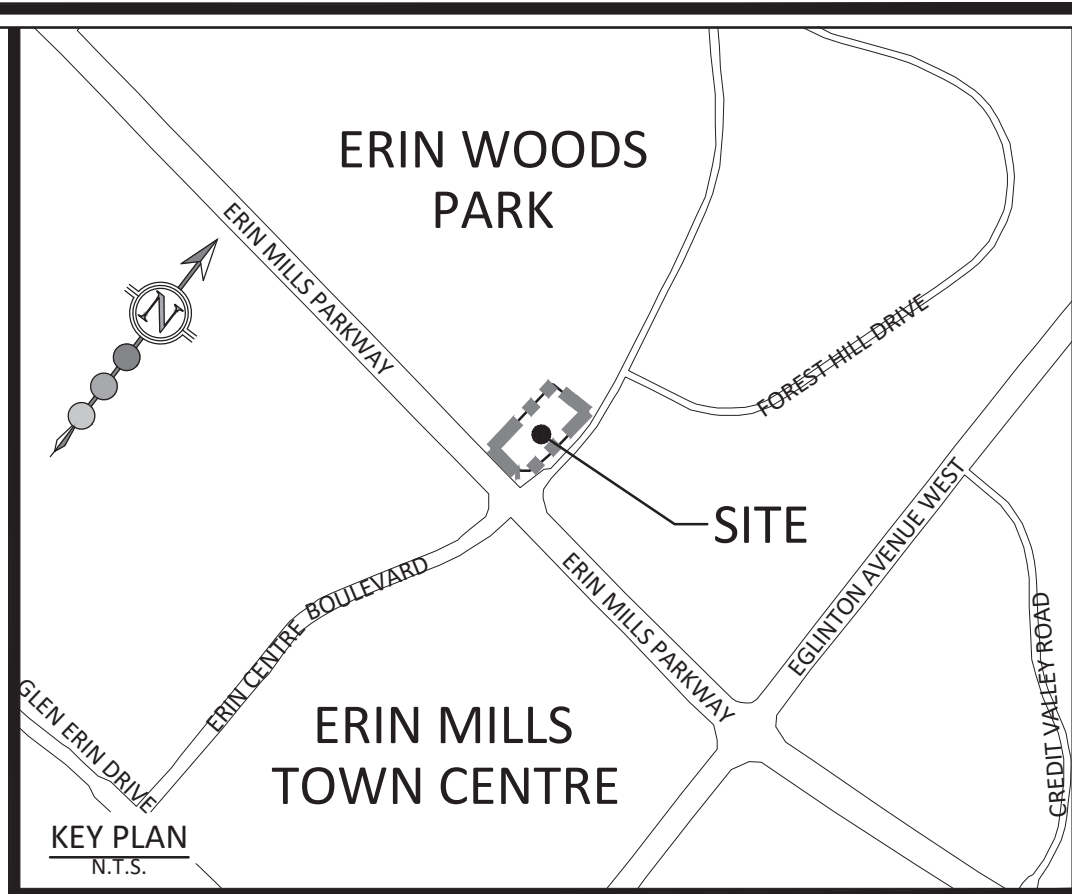 ERIN WOODS
PARK
ERIN MILLS PARKWAY
N
FOREST HILL DRIVE
SITE
EGLINTON AVENUE WEST
ERIN CENTRE BOULEVARD
ERIN MILLS PARKWAY
CREDIT VALLEY ROAD
GLEN ERIN DRIVE
ERIN MILLS
TOWN CENTRE
KEY PLAN
N.T.S.